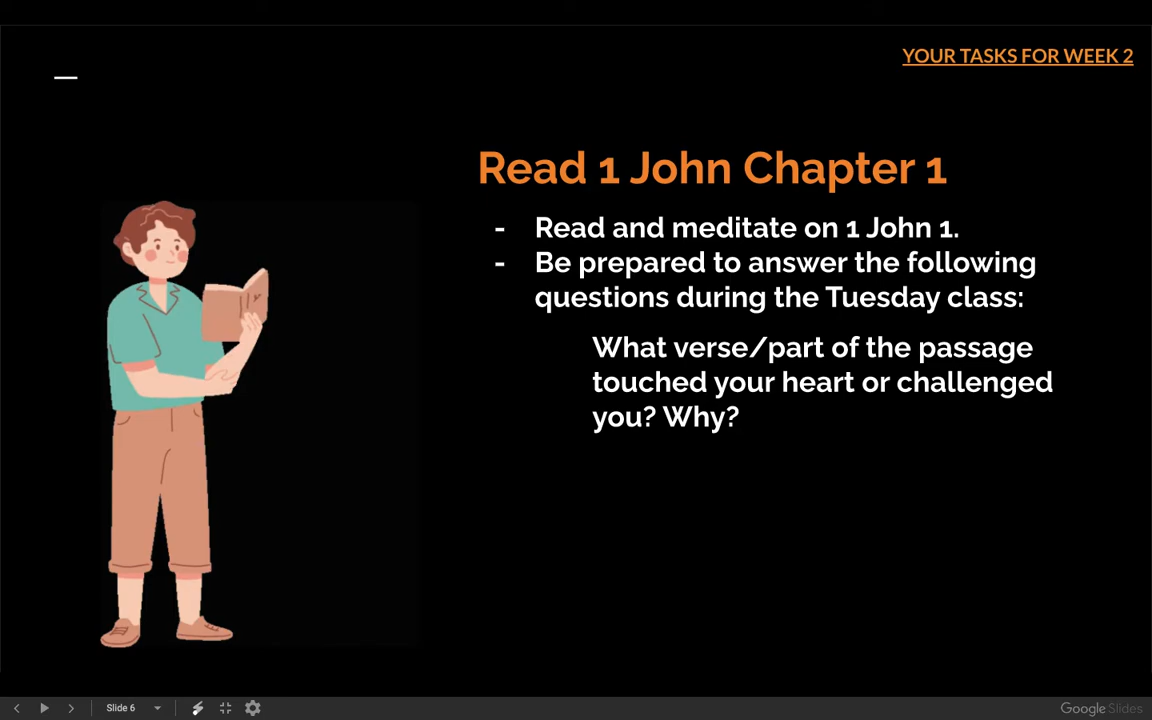 YOUR TASKS FOR WEEK 2
Read 1 John Chapter 1
- Read and meditate on 1 John 1.
- Be prepared to answer the following
questions during the Tuesday class:
What verse/part of the passage
touched your heart or challenged
you? Why?
Slide 6
Google Slides